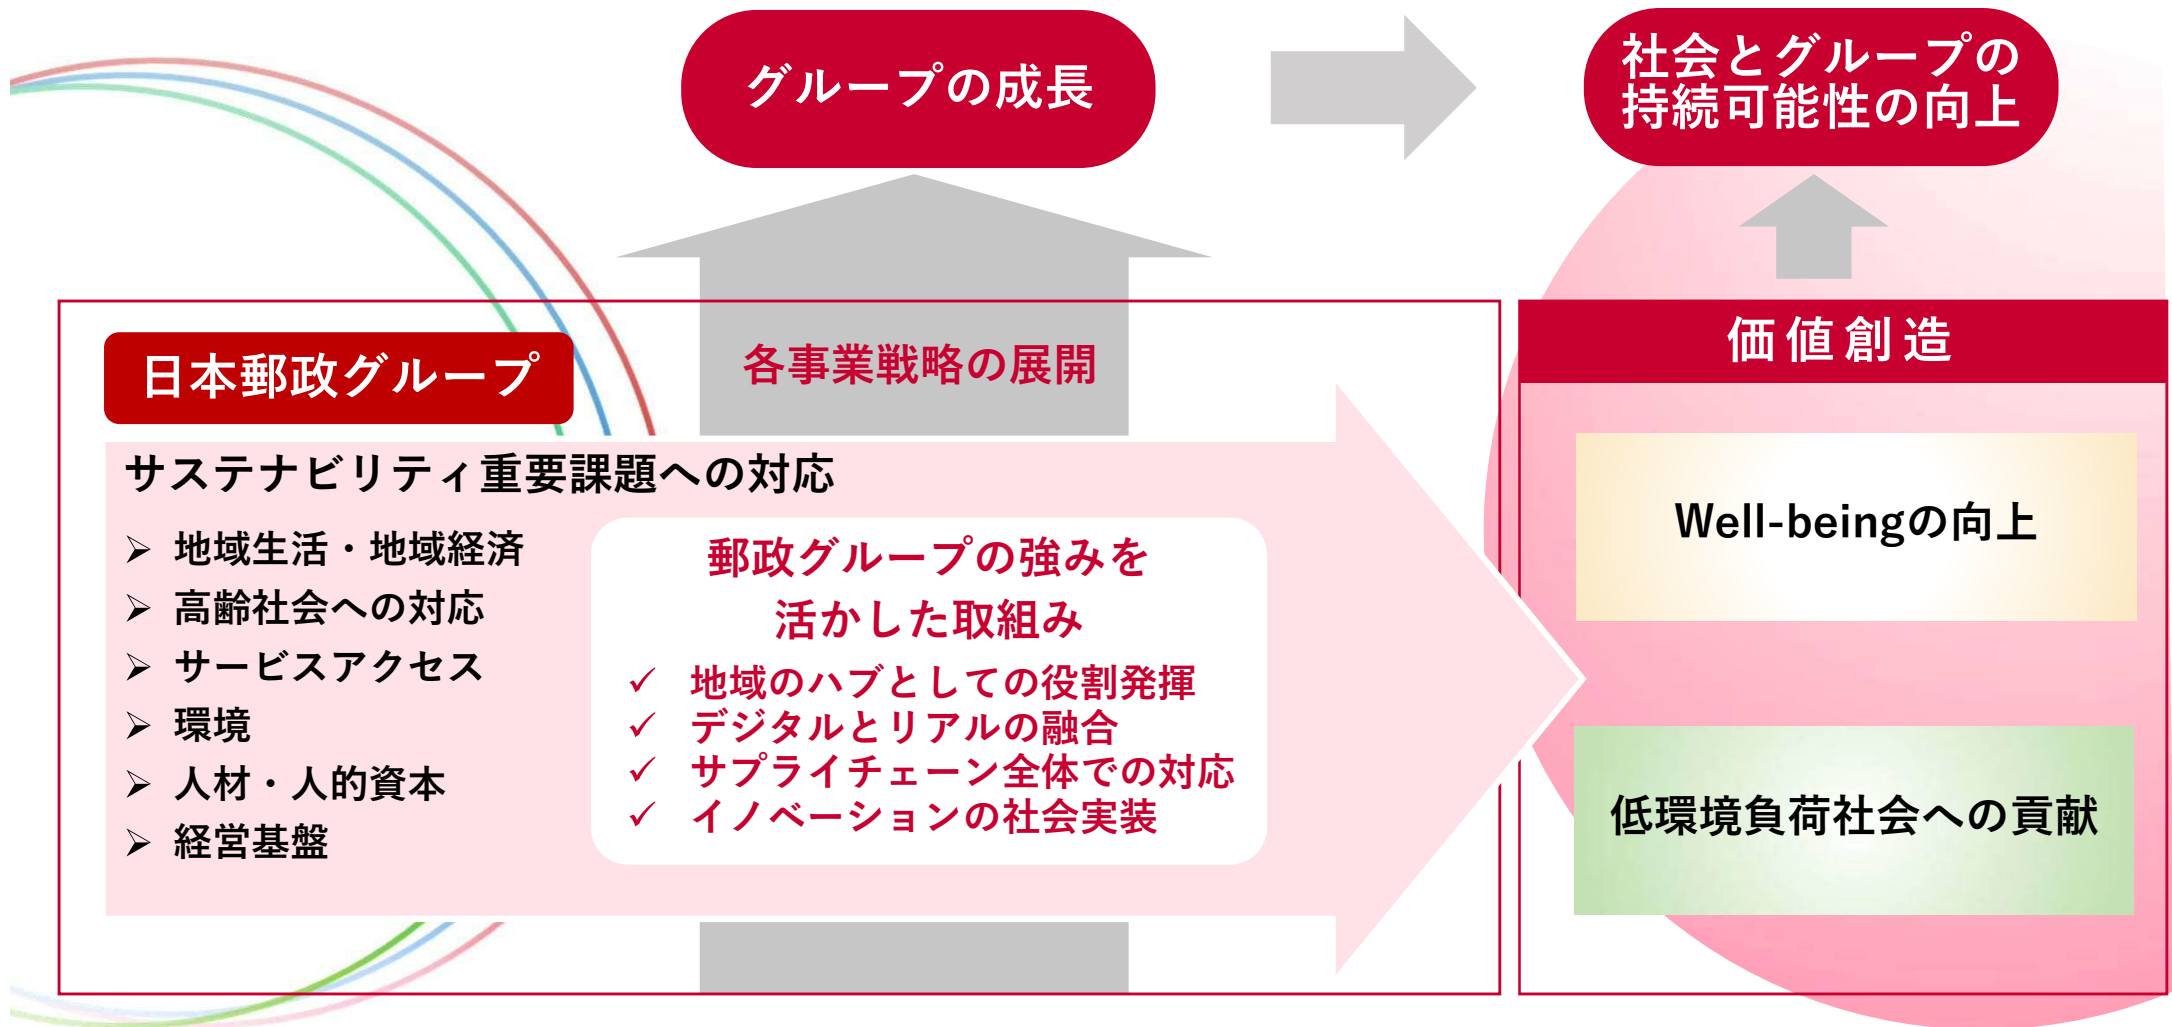 グループの成長
社会とグループの
持続可能性の向上
日本郵政グループ
各事業戦略の展開
サステナビリティ重要課題への対応
➢ 地域生活・地域経済
➢ 高齢社会への対応
➢ サービスアクセス
➢ 環境
➢ 人材・人的資本
➢ 経営基盤
郵政グループの強みを
活かした取組み
✓ 地域のハブとしての役割発揮
✓ デジタルとリアルの融合
✓ サプライチェーン全体での対応
✓ イノベーションの社会実装
価値創造
Well-beingの向上
低環境負荷社会への貢献